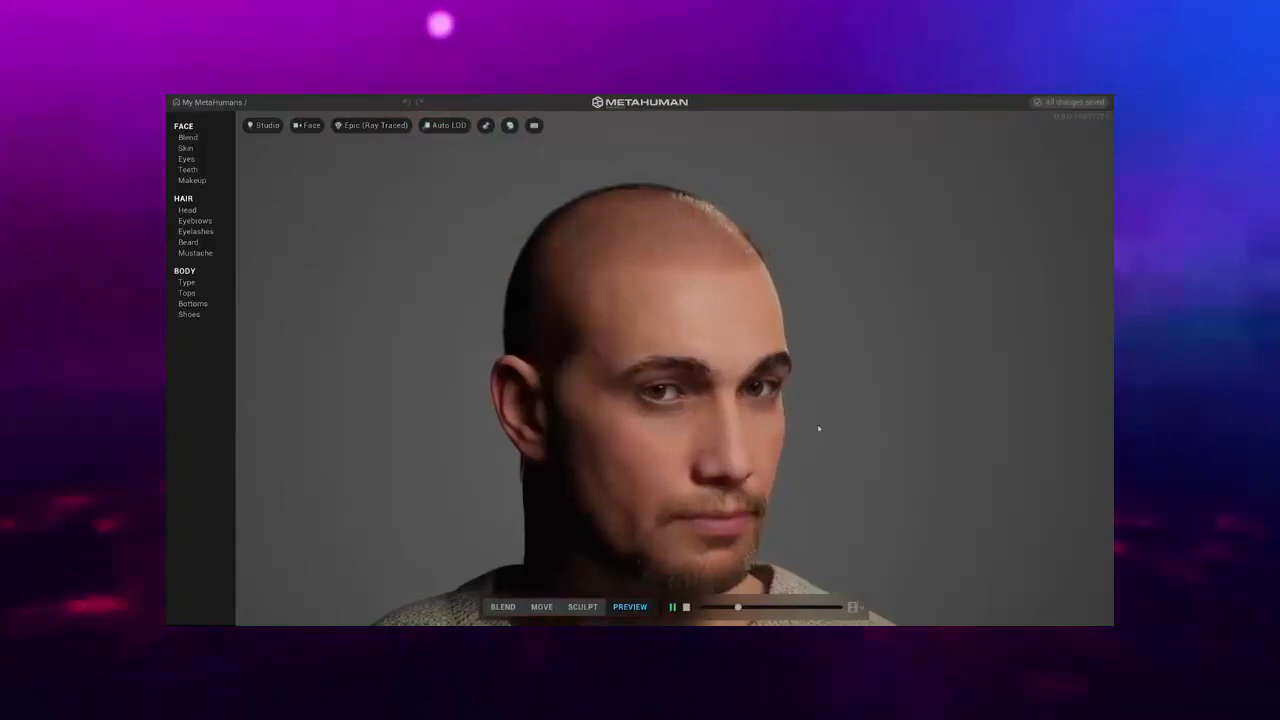 My MetaHumans /
METAHUMAN
All changes saved
FACE
Blend
Skin
Eyes
Teeth
Makeup
HAIR
Head
Eyebrows
Eyelashes
Beard
Mustache
BODY
Type
Tops
Bottoms
Shoes
Studio
Face
Epic (Ray Traced)
Auto LOD
BLEND
MOVE
SCULPT
PREVIEW